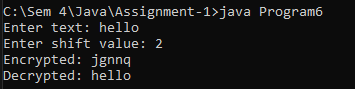 C:\Sem 4\Java\Assignment-1>java Program6
Enter text: hello
Enter shift value: 2
Encrypted: jgnnq
Decrypted: hello